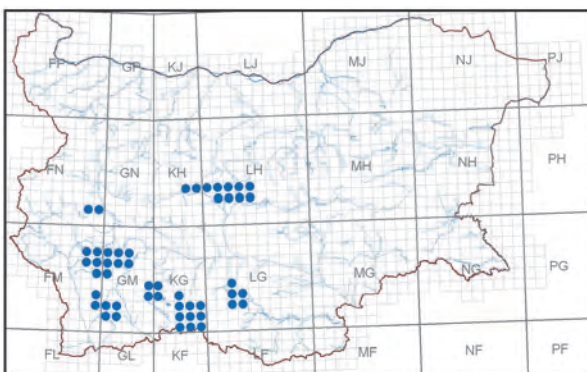 FP GP KJ LJ MJ NJ PJ
FN GN KH LH MH NH PH
FM GM KG LG MG NG PG
FL GL KF LF MF NF PF